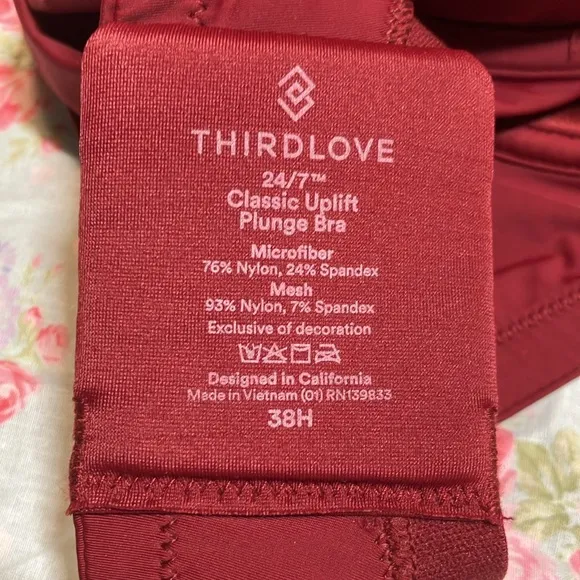 THIRDLOVE
24/7™
Classic Uplift
Plunge Bra
Microfiber
76% Nylon, 24% Spandex
Mesh
93% Nylon, 7% Spandex
Exclusive of decoration
Designed in California
Made in Vietnam (01) RN139833
38H